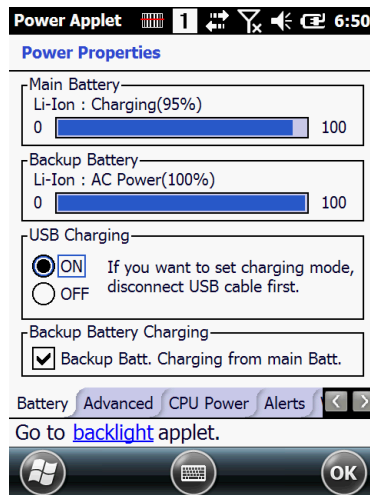 Power Applet 1 6:50
Power Properties
Main Battery
Li-Ion : Charging(95%)
0 100
Backup Battery
Li-Ion : AC Power(100%)
0 100
USB Charging
ON
If you want to set charging mode,
OFF
disconnect USB cable first.
Backup Battery Charging
Backup Batt. Charging from main Batt.
Battery Advanced CPU Power Alerts
Go to backlight applet.
OK